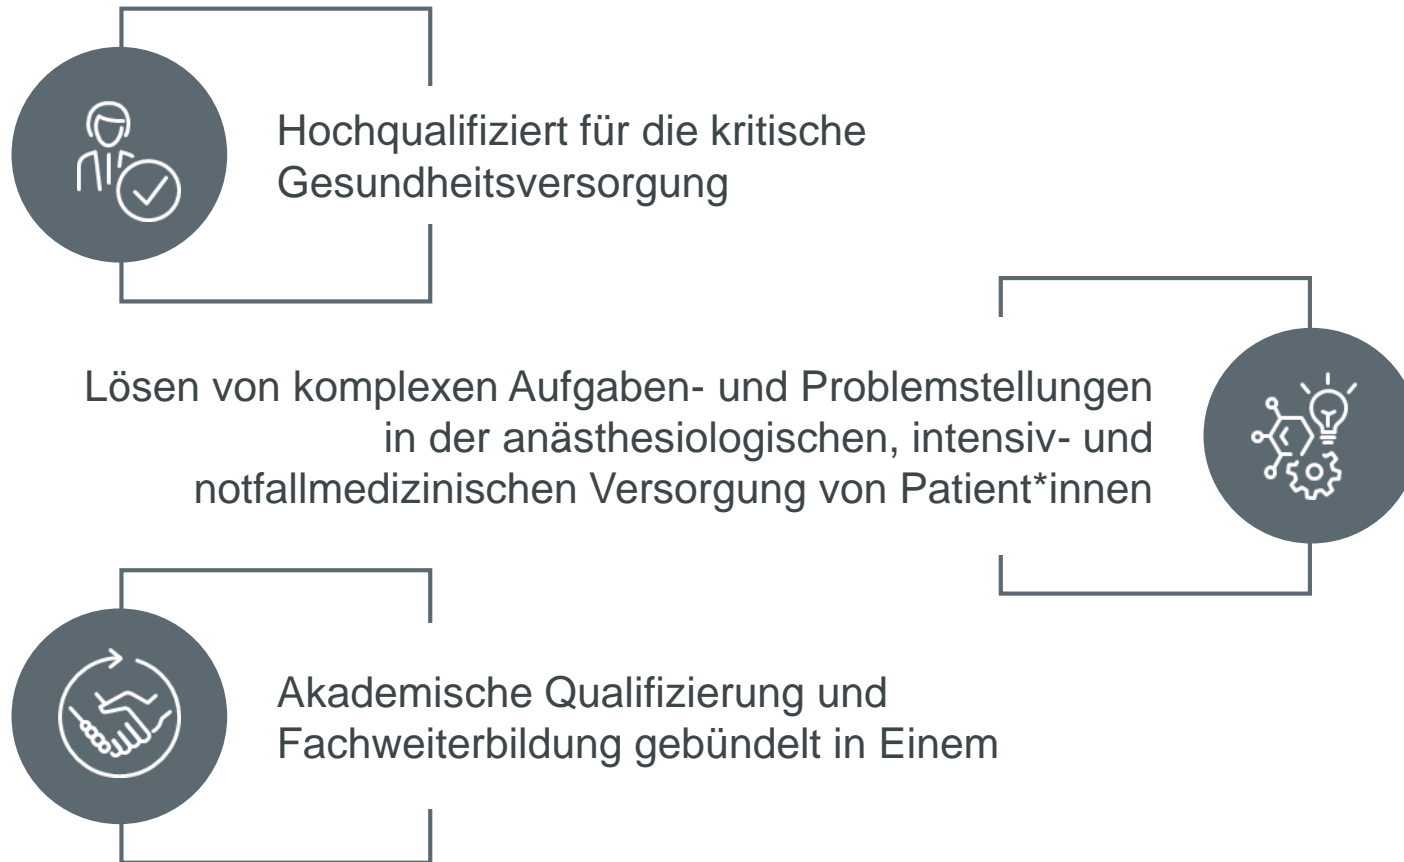 Hochqualifiziert für die kritische
Gesundheitsversorgung
Lösen von komplexen Aufgaben- und Problemstellungen
in der anästhesiologischen, intensiv- und
notfallmedizinischen Versorgung von Patient*innen
Akademische Qualifizierung und
Fachweiterbildung gebündelt in Einem